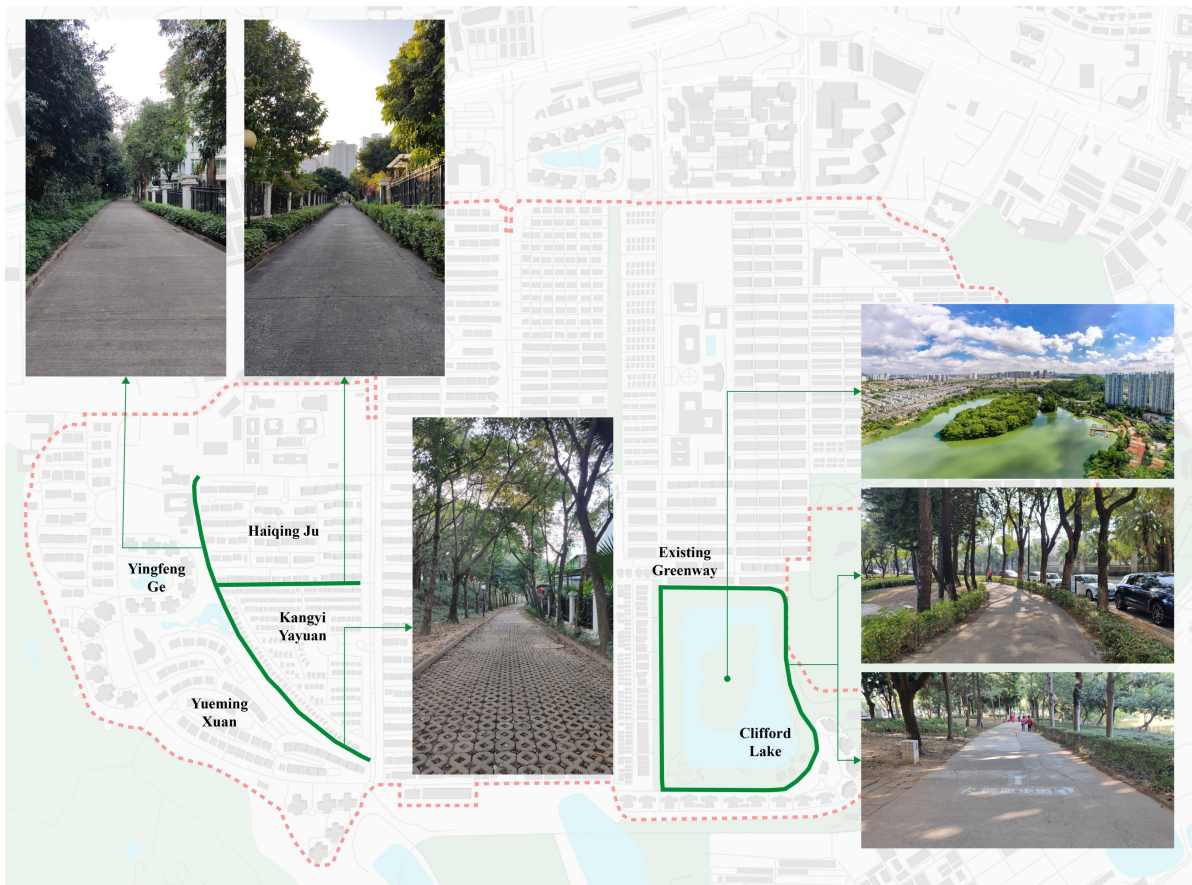 Haiqing Ju
Existing
Greenway
Yingfeng
Ge
Kangyi
Yayuan
Yueming
Xuan
Clifford
Lake